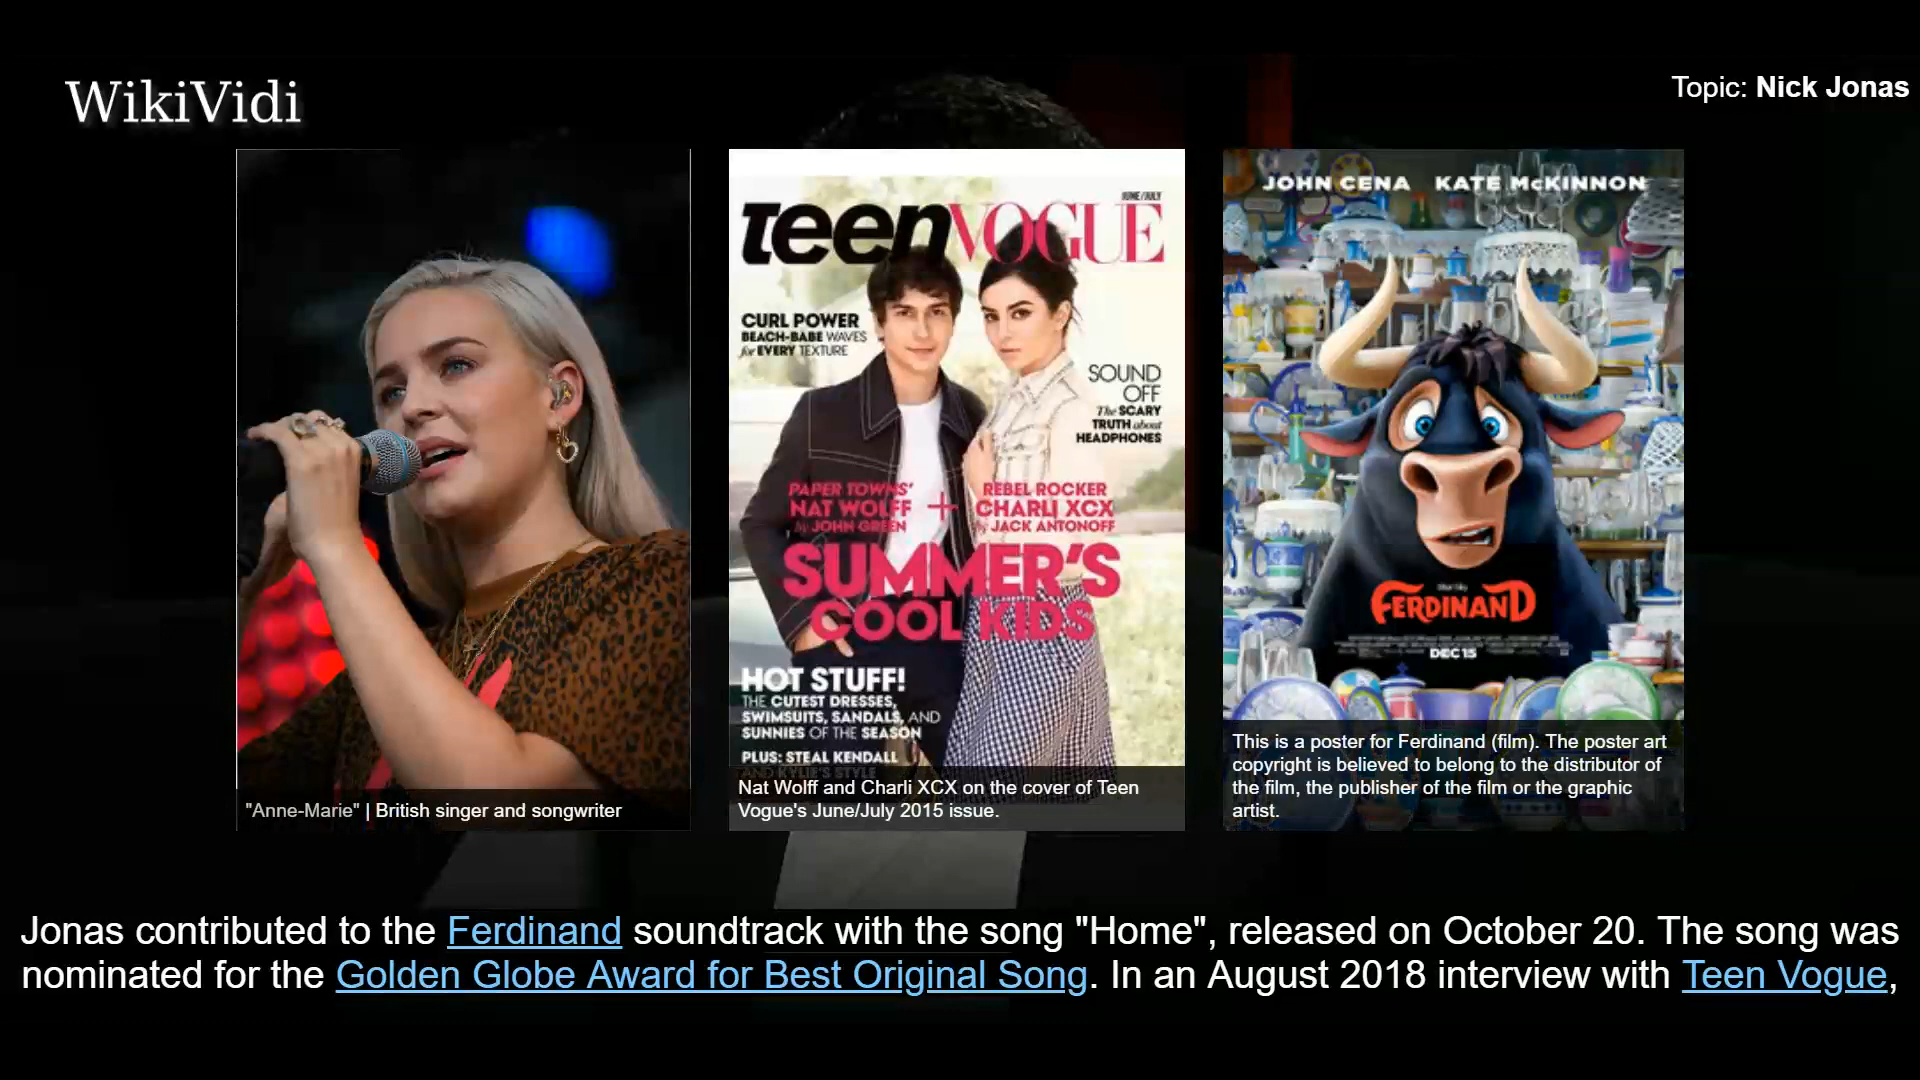 WikiVidi
Topic: Nick Jonas
"Anne-Marie" | British singer and songwriter
JUNE/JULY
teen VOGUE
CURL POWER
BEACH-BABE WAVES
for EVERY TEXTURE
SOUND
OFF
The SCARY
TRUTH about
HEADPHONES
PAPER TOWNS'
NAT WOLFF
by JOHN GREEN
+
REBEL ROCKER
CHARLI XCX
by JACK ANTONOFF
SUMMER'S
COOL KIDS
HOT STUFF!
THE CUTEST DRESSES,
SWIMSUITS, SANDALS, AND
SUNNIES OF THE SEASON
PLUS: STEAL KENDALL
AND KYLIE'S STYLE
Nat Wolff and Charli XCX on the cover of Teen
Vogue's June/July 2015 issue.
JOHN CENA KATE McKINNON
FERDINAND
DEC 15
This is a poster for Ferdinand (film). The poster art
copyright is believed to belong to the distributor of
the film, the publisher of the film or the graphic
artist.
Jonas contributed to the Ferdinand soundtrack with the song "Home", released on October 20. The song was
nominated for the Golden Globe Award for Best Original Song. In an August 2018 interview with Teen Vogue,